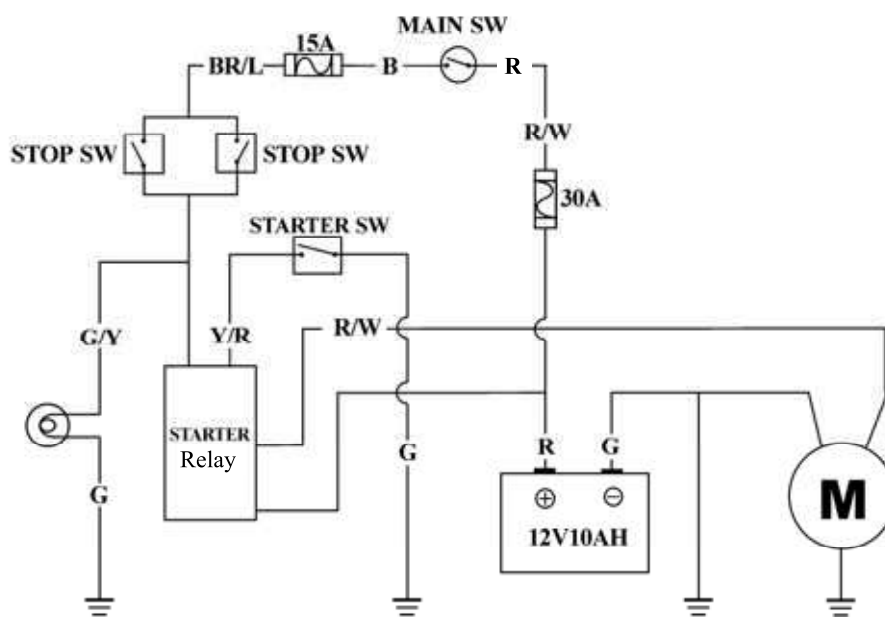 MAIN SW
15A
BR/L
B
R
R/W
STOP SW
STOP SW
30A
STARTER SW
G/Y
Y/R
R/W
STARTER
Relay
G
G
R
G
12V10AH
M